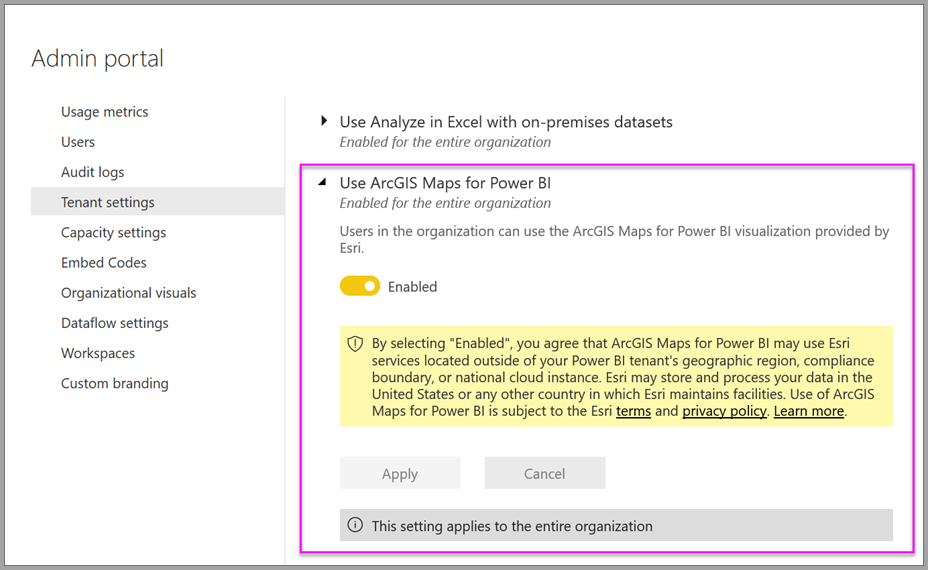 Admin portal
Usage metrics
Users
Audit logs
Tenant settings
Capacity settings
Embed Codes
Organizational visuals
Dataflow settings
Workspaces
Custom branding
Use Analyze in Excel with on-premises datasets
Enabled for the entire organization
Use ArcGIS Maps for Power BI
Enabled for the entire organization
Users in the organization can use the ArcGIS Maps for Power BI visualization provided by
Esri.
Enabled
By selecting "Enabled", you agree that ArcGIS Maps for Power BI may use Esri
services located outside of your Power BI tenant's geographic region, compliance
boundary, or national cloud instance. Esri may store and process your data in the
United States or any other country in which Esri maintains facilities. Use of ArcGIS
Maps for Power BI is subject to the Esri terms and privacy policy. Learn more.
Apply
Cancel
This setting applies to the entire organization